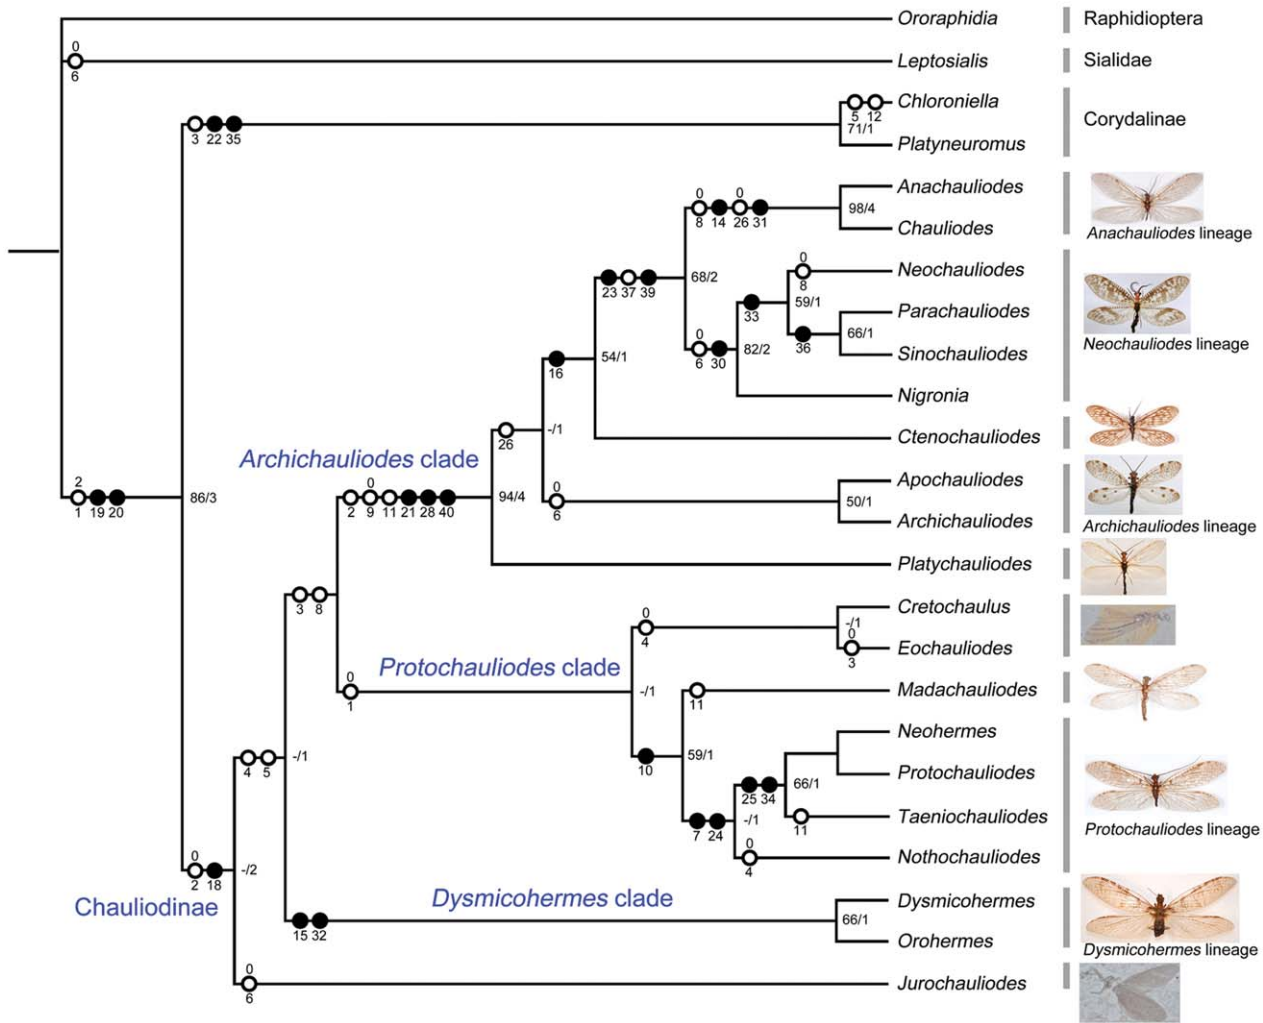 Ororaphidia
Raphidioptera
0
6
Leptosialis
Sialidae
3 22 35
5 12
Chloroniella
71/1
Platyneuromus
Corydalinae
0 0
8 14 26 31
Anachauliodes
98/4
Chauliodes
Anachauliodes lineage
23 37 39
68/2
0
8
Neochauliodes
33
59/1
Parachauliodes
36
66/1
Sinochauliodes
0
6 30
82/2
Nigronia
Neochauliodes lineage
16
54/1
Ctenochauliodes
26
-/1
Archichauliodes clade
0
6
Apochauliodes
50/1
Archichauliodes
Archichauliodes lineage
2
1 19 20
86/3
0
2 9 11 21 28 40
94/4
Platychauliodes
3 8
0
4
Cretochaulus
-/1
0
3
Eochauliodes
Protochauliodes clade
0
1
-/1
11
Madachauliodes
10
59/1
Neohermes
25 34
66/1
Protochauliodes
7 24
-/1
11
Taeniochauliodes
0
4
Nothochauliodes
Protochauliodes lineage
4 5
-/1
0
2 18
-/2
Chauliodinae
Dysmicohermes clade
15 32
Dysmicohermes
66/1
Orohermes
Dysmicohermes lineage
0
6
Jurochauliodes